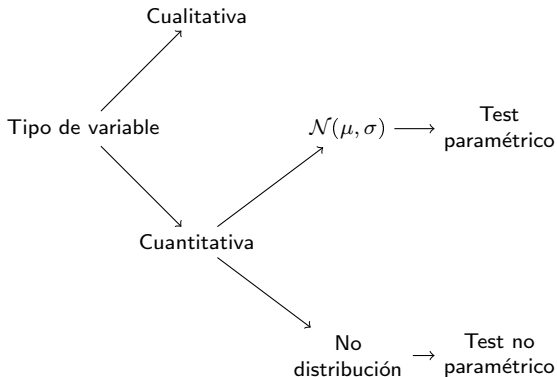 Cualitativa
Tipo de variable
N(μ, σ)
Test
paramétrico
Cuantitativa
No
distribución
Test no
paramétrico